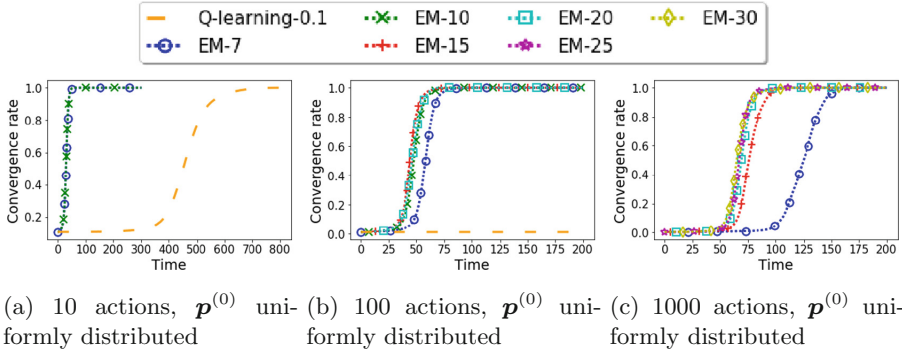 Q-learning-0.1 EM-10 EM-20 EM-30
EM-7 EM-15 EM-25
1.0
0.8
0.6
0.4
0.2
Convergence rate
0 100 200 300 400 500 600 700 800
Time
1.0
0.8
0.6
0.4
0.2
0.0
Convergence rate
0 25 50 75 100 125 150 175 200
Time
1.0
0.8
0.6
0.4
0.2
0.0
Convergence rate
0 25 50 75 100 125 150 175 200
Time
(a) 10 actions, p(0) uni-
formly distributed
(b) 100 actions, p(0) uni-
formly distributed
(c) 1000 actions, p(0) uni-
formly distributed